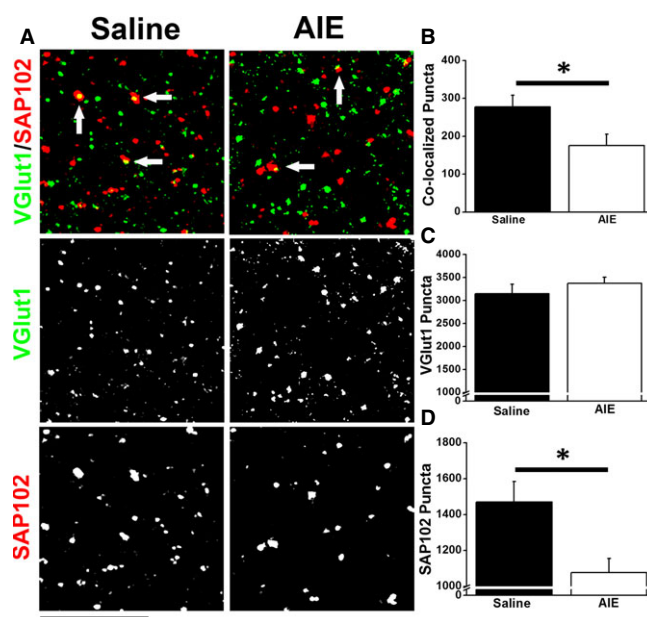 A
Saline AIE
VGlut1/SAP102
VGlut1
SAP102
B
Co-localized Puncta
400
300
200
100
0
*
Saline AIE
C
VGlut1 Puncta
4000
3500
3000
2500
2000
1500
1000
0
Saline AIE
D
SAP102 Puncta
1800
1600
1400
1200
1000
0
*
Saline AIE